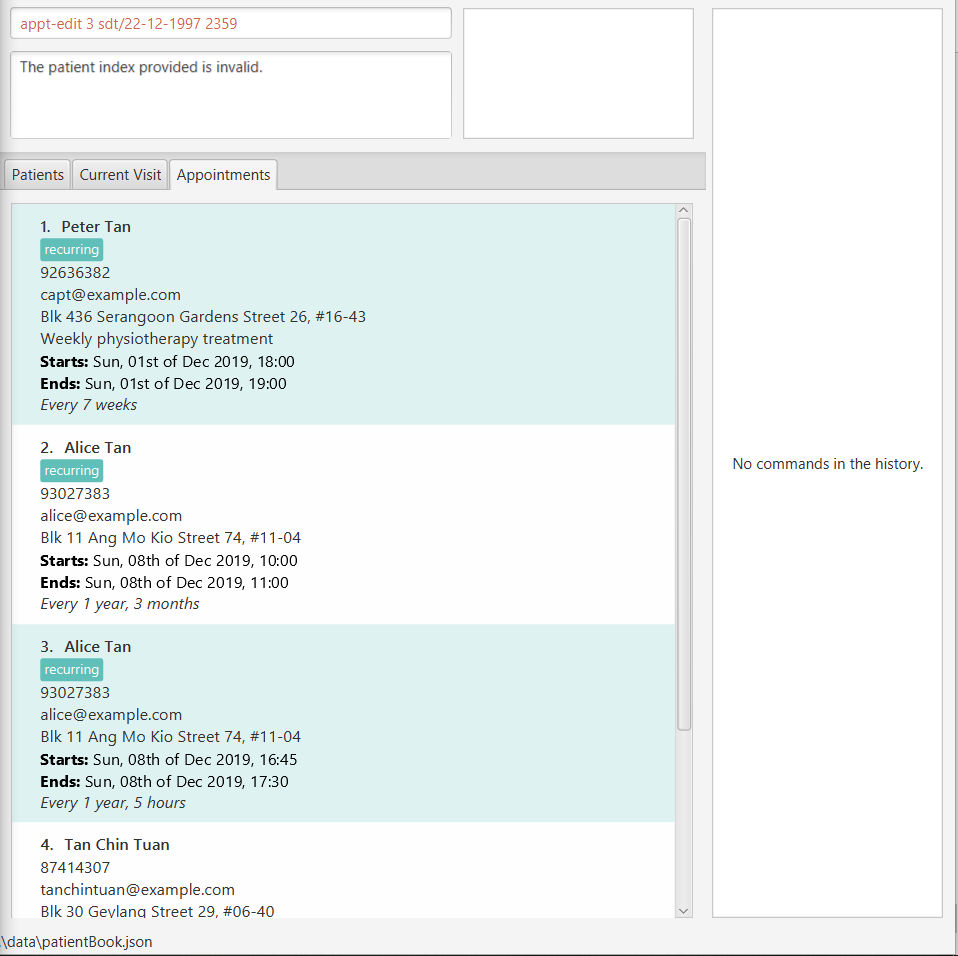 appt-edit 3 sdt/22-12-1997 2359
The patient index provided is invalid.
Patients
Current Visit
Appointments
1. Peter Tan
recurring
92636382
capt@example.com
Blk 436 Serangoon Gardens Street 26, #16-43
Weekly physiotherapy treatment
Starts: Sun, 01st of Dec 2019, 18:00
Ends: Sun, 01st of Dec 2019, 19:00
Every 7 weeks
2. Alice Tan
recurring
93027383
alice@example.com
Blk 11 Ang Mo Kio Street 74, #11-04
Starts: Sun, 08th of Dec 2019, 10:00
Ends: Sun, 08th of Dec 2019, 11:00
Every 1 year, 3 months
3. Alice Tan
recurring
93027383
alice@example.com
Blk 11 Ang Mo Kio Street 74, #11-04
Starts: Sun, 08th of Dec 2019, 16:45
Ends: Sun, 08th of Dec 2019, 17:30
Every 1 year, 5 hours
4. Tan Chin Tuan
87414307
tanchintuan@example.com
Blk 30 Geylang Street 29, #06-40
No commands in the history.
.\data\patientBook.json